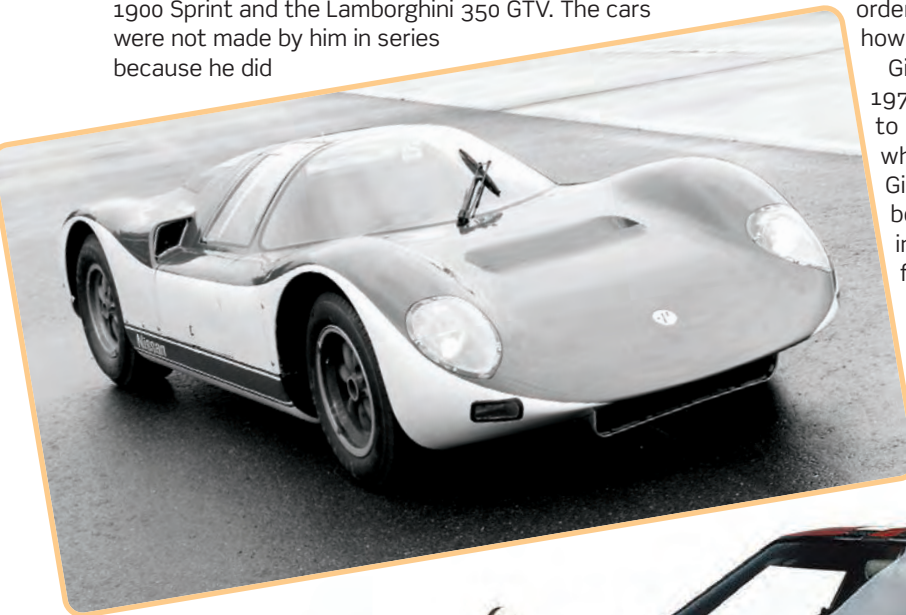 1900 Sprint and the Lamborghini 350 GTV. The cars
were not made by him in series
because he did
order
how
Gi
197
to
wh
Gi
be
in
f
Nissan